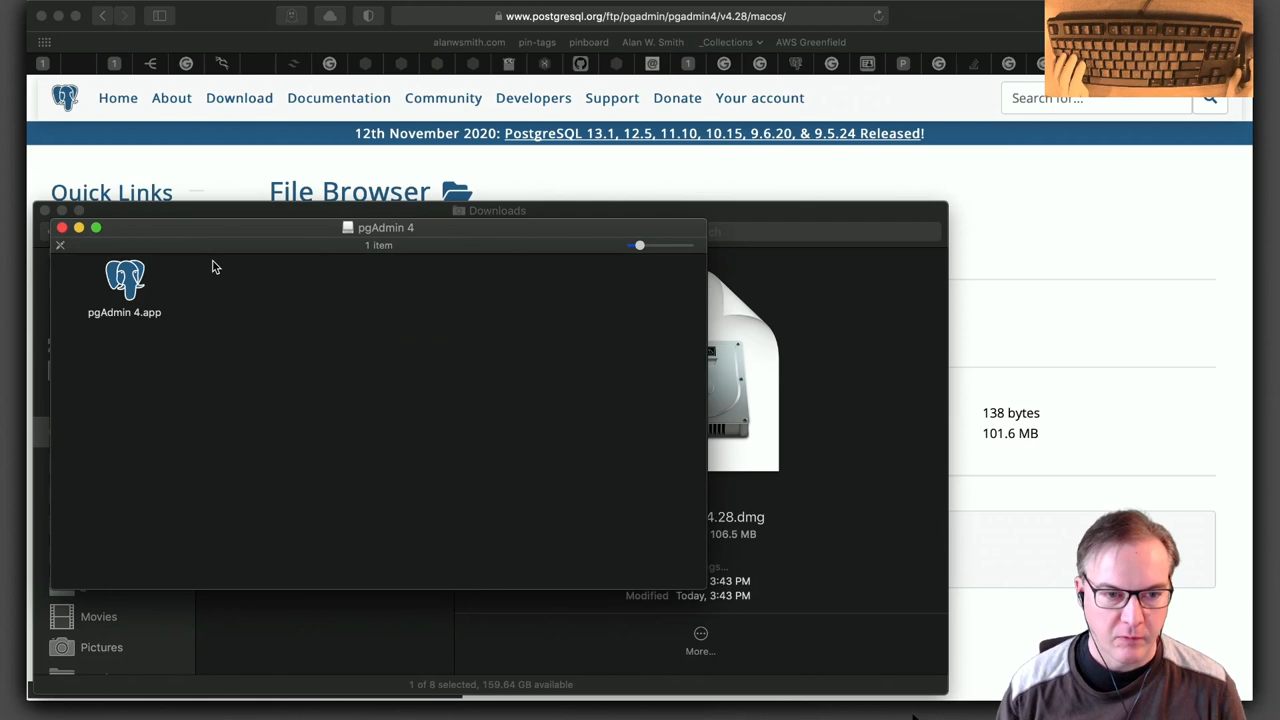 www.postgresql.org/ftp/pgadmin/pgadmin4/v4.28/macos/
alanwsmith.com pin-tags pinboard Alan W. Smith _Collections AWS Greenfield
Home About Download Documentation Community Developers Support Donate Your account
Search for...
12th November 2020: PostgreSQL 13.1, 12.5, 11.10, 10.15, 9.6.20, & 9.5.24 Released!
Quick Links
File Browser
Downloads
pgAdmin 4
1 item
pgAdmin 4.app
138 bytes
101.6 MB
4.28.dmg
106.5 MB
gs...
3:43 PM
Modified Today, 3:43 PM
Movies
Pictures
More...
1 of 8 selected, 159.64 GB available